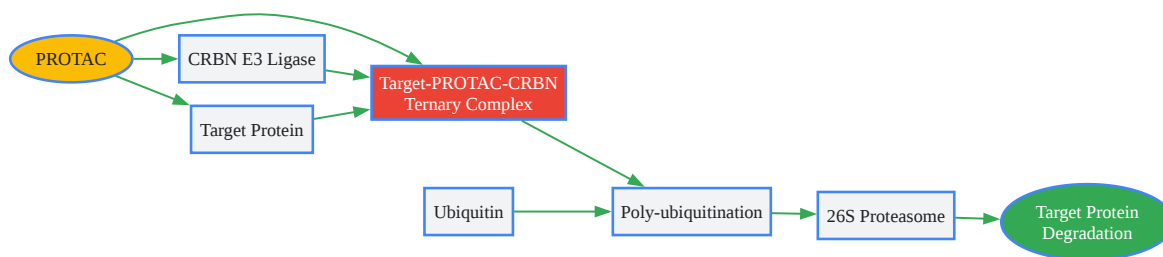 PROTAC
CRBN E3 Ligase
Target Protein
Target-PROTAC-CRBN
Ternary Complex
Ubiquitin
Poly-ubiquitination
26S Proteasome
Target Protein
Degradation